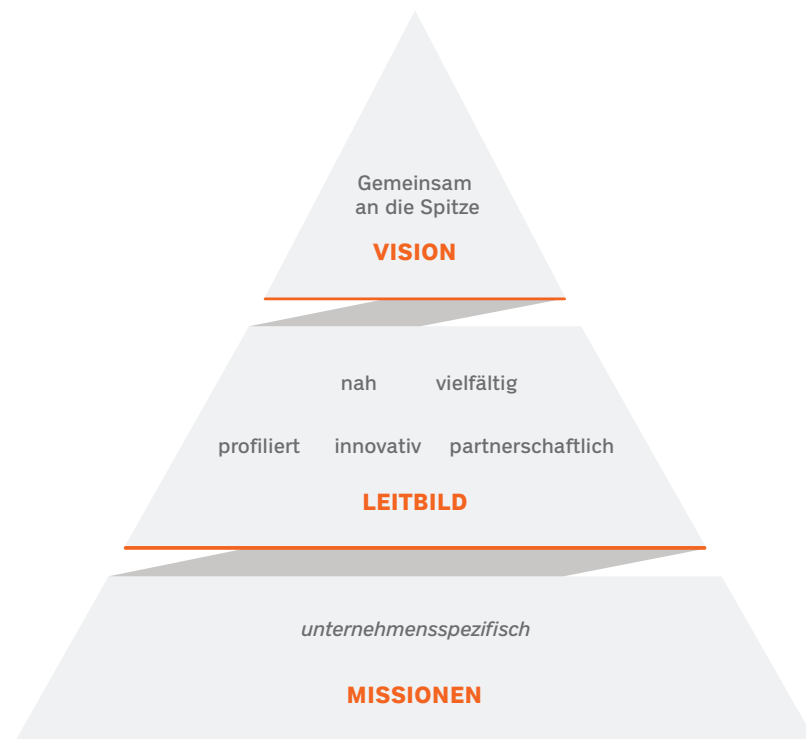 Gemeinsam
an die Spitze
VISION
nah vielfältig
profiliert innovativ partnerschaftlich
LEITBILD
unternehmensspezifisch
MISSIONEN